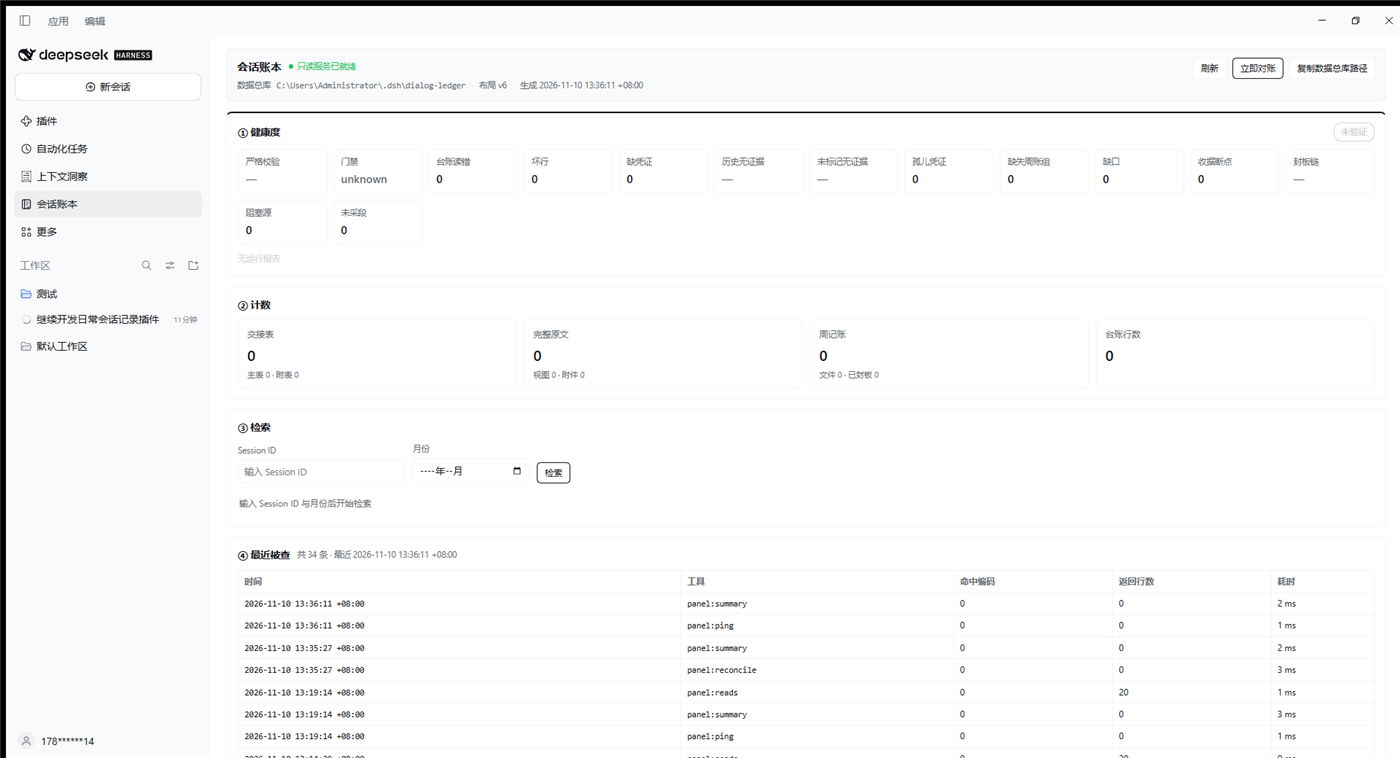 应用 编辑
deepseek HARNESS
新会话
插件
自动化任务
上下文洞察
会话账本
更多
工作区
测试
继续开发日常会话记录插件 11分钟
默认工作区
178******14
会话账本 只读服务已就绪
数据总库 C:\Users\Administrator\.dsh\dialog-ledger · 布局 v6 生成 2026-11-10 13:36:11 +08:00
刷新 立即对账 复制数据总库路径
① 健康度 未验证
严格校验 门禁 台账读错 坏行 缺凭证 历史无证据 未标记无证据 孤儿凭证 缺失周账组 缺口 收据断点 封板链
— unknown 0 0 0 — — 0 0 0 0 —
阻塞源 未采段
0 0
无运行报告
② 计数
交接表 完整原文 周记账 台账行数
0 0 0 0
主表 0 · 附表 0 视图 0 · 附件 0 文件 0 · 已封板 0
③ 检索
Session ID 月份
输入 Session ID ----年--月 检索
输入 Session ID 与月份后开始检索
④ 最近被查 共 34 条 · 最近 2026-11-10 13:36:11 +08:00
时间 工具 命中编码 返回行数 耗时
2026-11-10 13:36:11 +08:00 panel:summary 0 0 2 ms
2026-11-10 13:36:11 +08:00 panel:ping 0 0 1 ms
2026-11-10 13:35:27 +08:00 panel:summary 0 0 2 ms
2026-11-10 13:35:27 +08:00 panel:reconcile 0 0 3 ms
2026-11-10 13:19:14 +08:00 panel:reads 0 20 1 ms
2026-11-10 13:19:14 +08:00 panel:summary 0 0 3 ms
2026-11-10 13:19:14 +08:00 panel:ping 0 0 1 ms